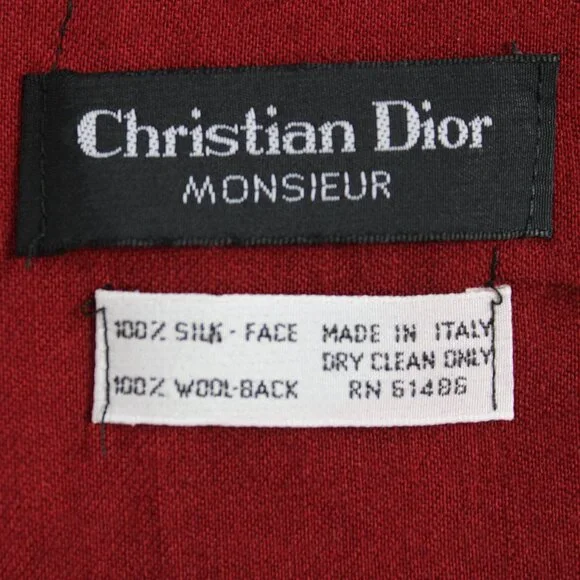 Christian Dior
MONSIEUR
100% SILK - FACE MADE IN ITALY
DRY CLEAN ONLY
100% WOOL-BACK RN 61486